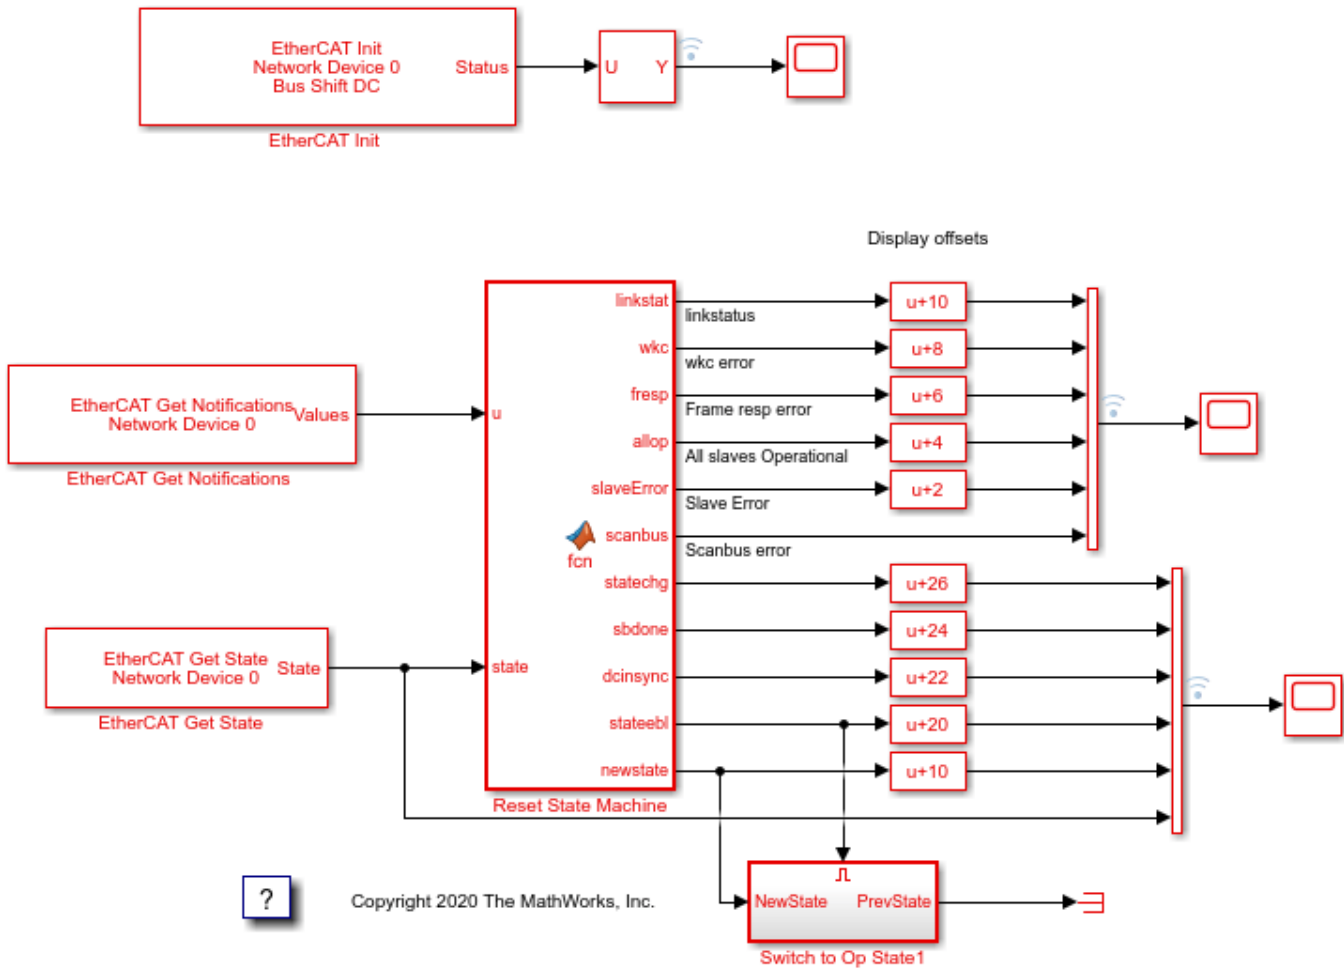 EtherCAT Init
Network Device 0
Bus Shift DC
Status
U
Y
EtherCAT Init
Display offsets
linkstat
linkstatus
u+10
wkc
wkc error
u+8
fresp
Frame resp error
u+6
allop
All slaves Operational
u+4
slaveError
Slave Error
u+2
scanbus
Scanbus error
EtherCAT Get Notifications
Network Device 0
Values
EtherCAT Get Notifications
u
fcn
statechg
u+26
sbdone
u+24
dcinsync
u+22
stateebl
u+20
newstate
u+10
EtherCAT Get State
Network Device 0
State
EtherCAT Get State
state
Reset State Machine
?
Copyright 2020 The MathWorks, Inc.
NewState
PrevState
Switch to Op State1